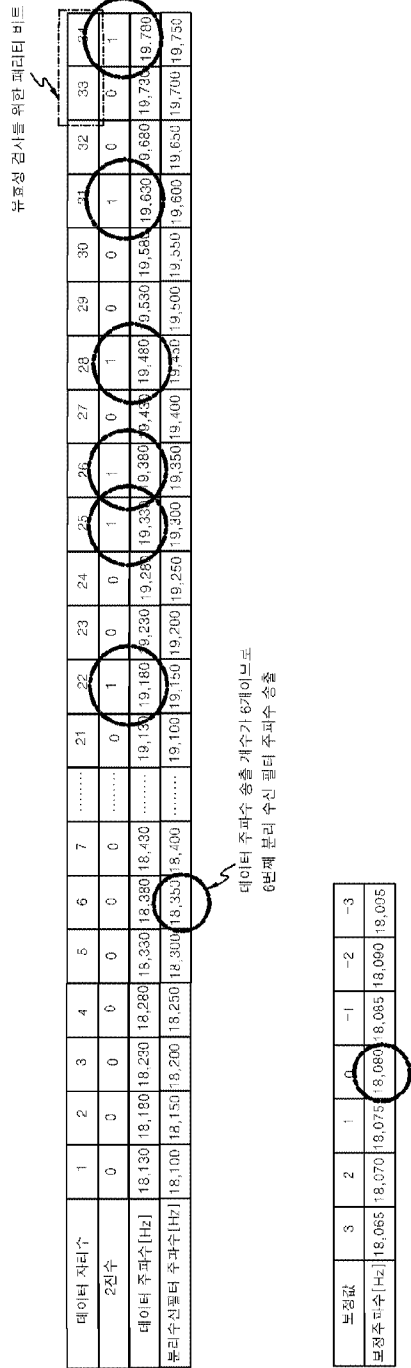 유효성 검사를 위한 패리티 비트
데이터 자리수 1 2 3 4 5 6 7 ........ 21 22 23 24 25 26 27 28 29 30 31 32 33 34
2진수 0 0 0 0 0 0 0 ........ 0 1 0 0 1 1 0 1 0 0 1 0 0 1
데이터 주파수[Hz] 18,130 18,180 18,230 18,280 18,330 18,380 18,430 ........ 19,130 19,180 19,230 19,280 19,330 19,380 19,430 19,480 19,530 19,580 19,630 19,680 19,730 19,780
분리수신필터 주파수[Hz] 18,100 18,150 18,200 18,250 18,300 18,350 18,400 ........ 19,100 19,150 19,200 19,250 19,300 19,350 19,400 19,450 19,500 19,550 19,600 19,650 19,700 19,750
데이터 주파수 송출 개수가 6개이므로
6번째 분리 수신 필터 주파수 송출
보정값 3 2 1 0 -1 -2 -3
보정주파수[Hz] 18,065 18,070 18,075 18,080 18,085 18,090 18,095